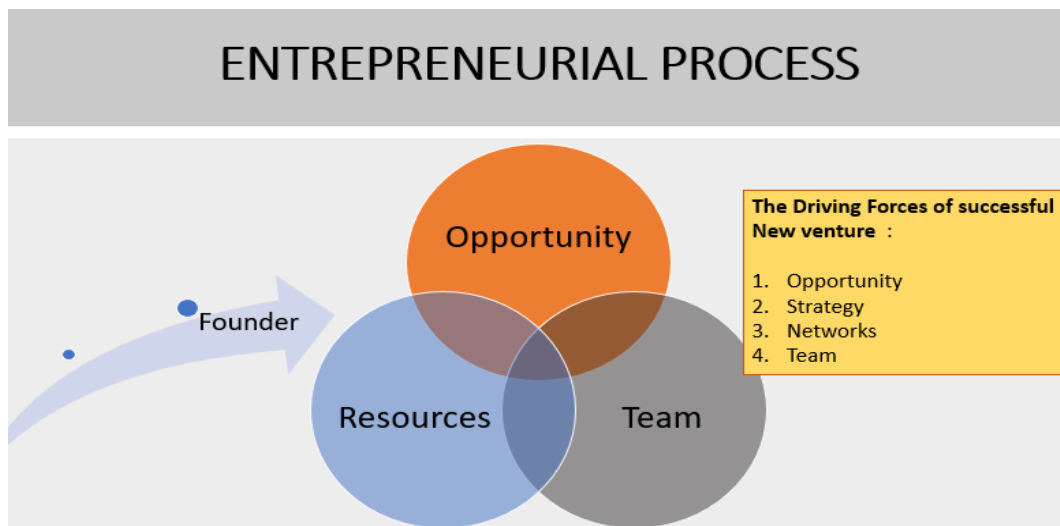 ENTREPRENEURIAL PROCESS
Opportunity
The Driving Forces of successful
New venture :
1. Opportunity
2. Strategy
3. Networks
4. Team
Founder
Resources
Team